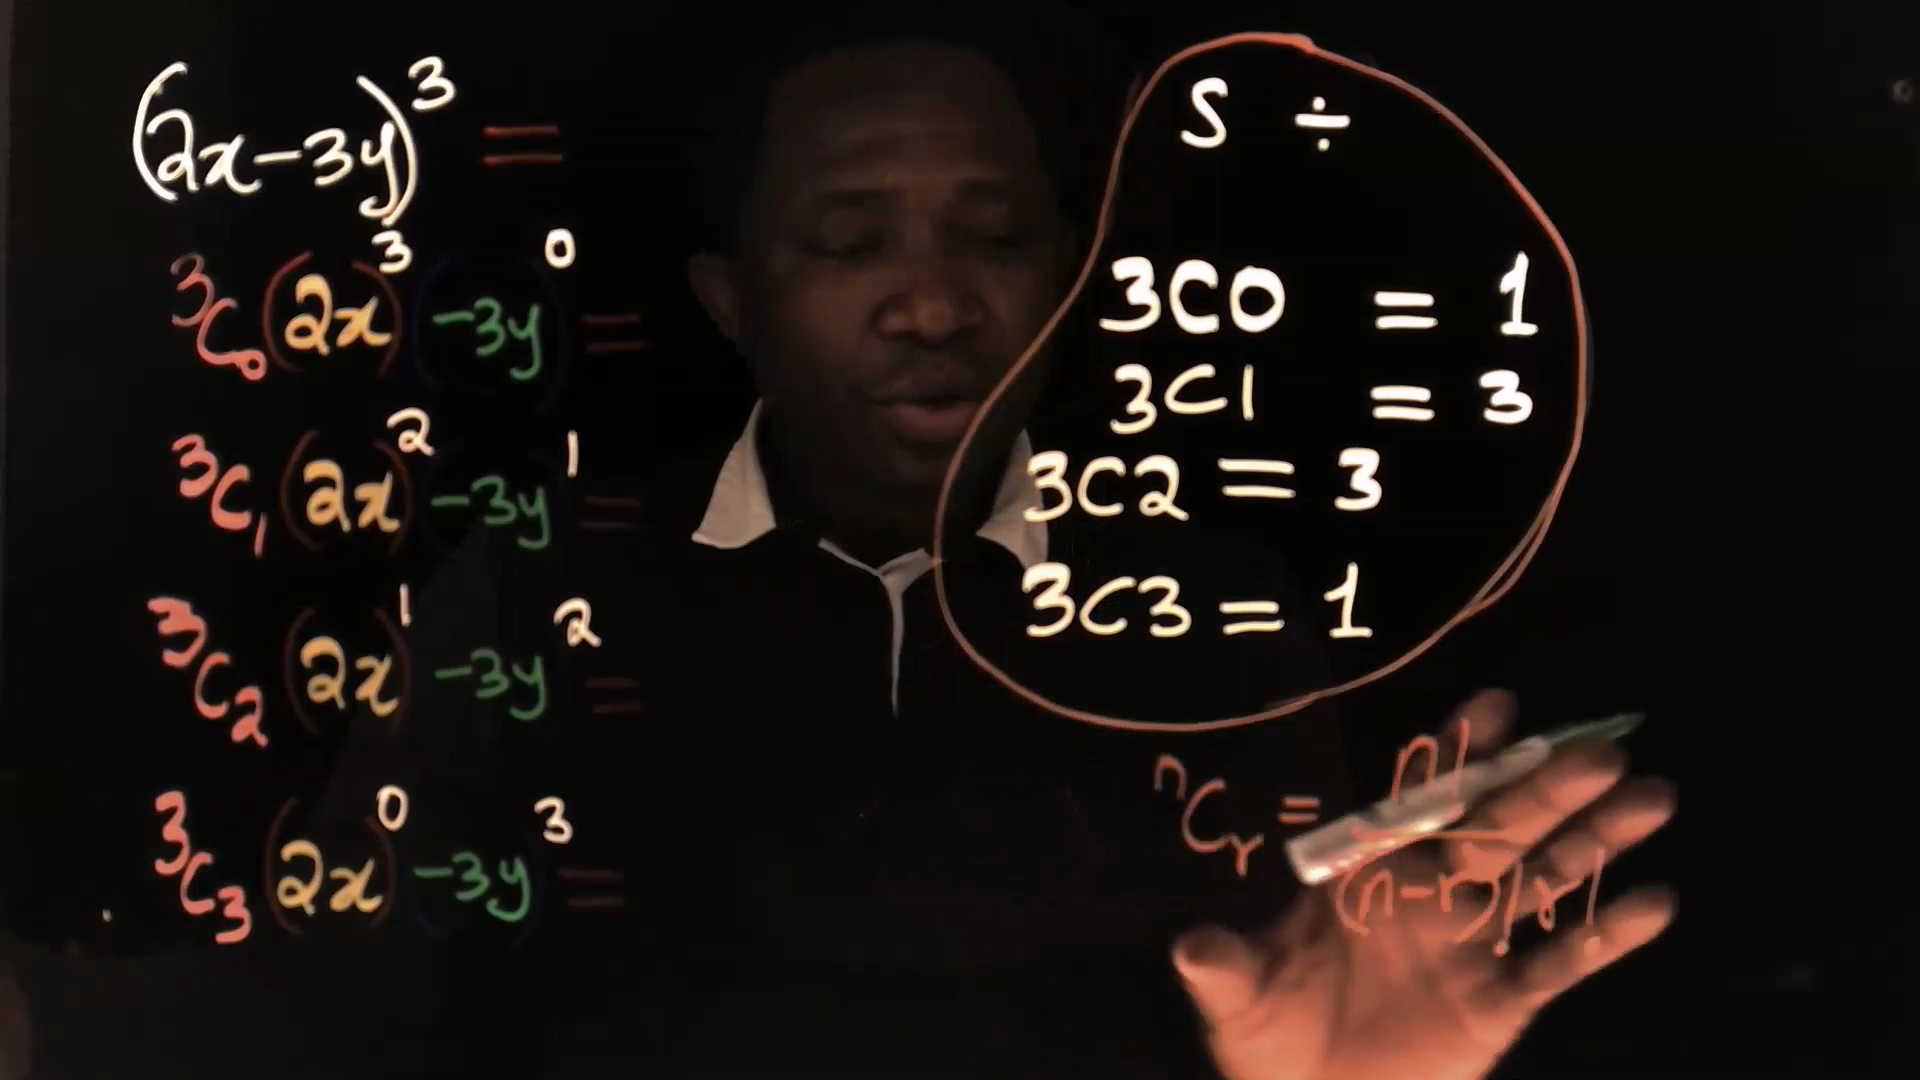 (2x-3y)³ =
³C₀(2x)³(-3y)⁰ =
³C₁(2x)²(-3y)¹ =
³C₂(2x)¹(-3y)² =
³C₃(2x)⁰(-3y)³ =
S ÷
3C0 = 1
3C1 = 3
3C2 = 3
3C3 = 1
ⁿCᵣ = n! / (n-r)! r!